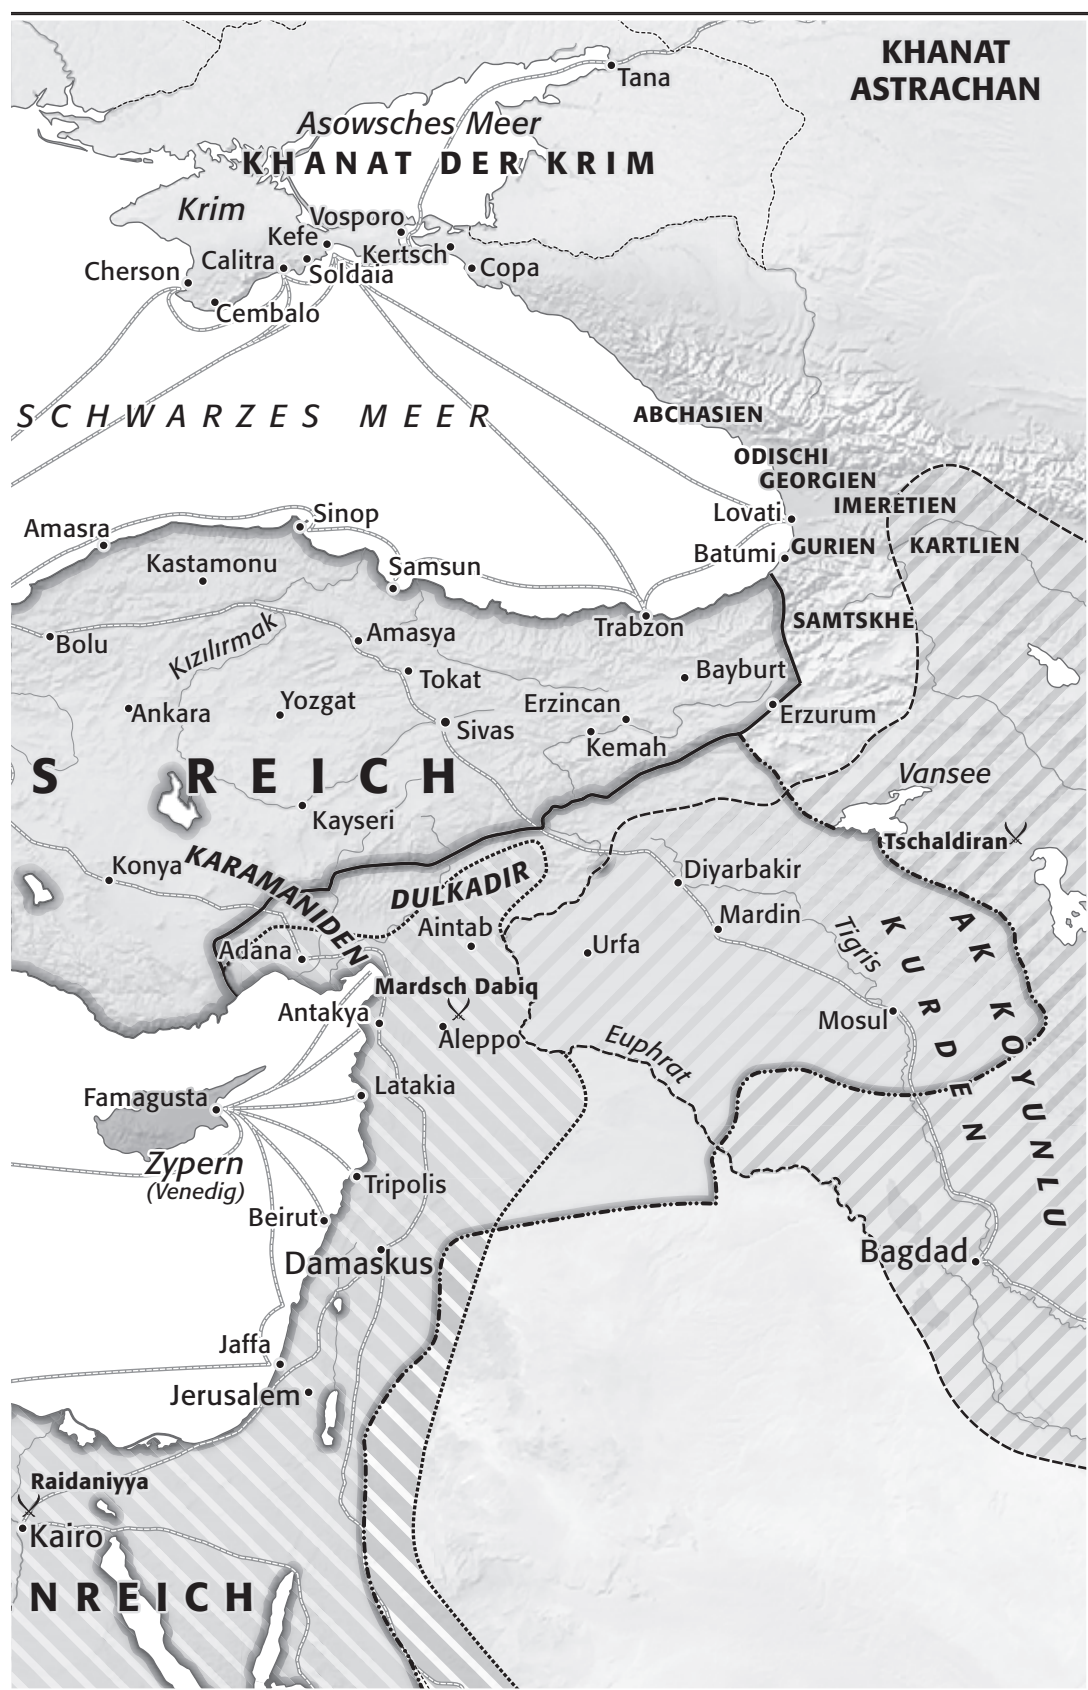 KHANAT
ASTRACHAN
Tana
Asowsches Meer
KHANAT DER KRIM
Krim
Vosporo
Kefe
Kertsch
Calitra
Soldaia
Copa
Cherson
Cembalo
SCHWARZES MEER
ABCHASIEN
ODISCHI
GEORGIEN
IMERETIEN
Lovati
Sinop
Amasra
Batumi
GURIEN
KARTLIEN
Kastamonu
Samsun
SAMTSKHE
Trabzon
Bolu
Kızılırmak
Amasya
Bayburt
Tokat
Ankara
Yozgat
Erzincan
Erzurum
Sivas
Kemah
S REICH
Vansee
Kayseri
Tschaldiran
Konya
KARAMANIDEN
DULKADIR
Diyarbakir
Aintab
Mardin
Adana
Urfa
Tigris
KURDEN
AK KOYUNLU
Mardsch Dabiq
Antakya
Aleppo
Mosul
Euphrat
Famagusta
Latakia
Zypern
(Venedig)
Tripolis
Beirut
Damaskus
Bagdad
Jaffa
Jerusalem
Raidaniyya
Kairo
NREICH